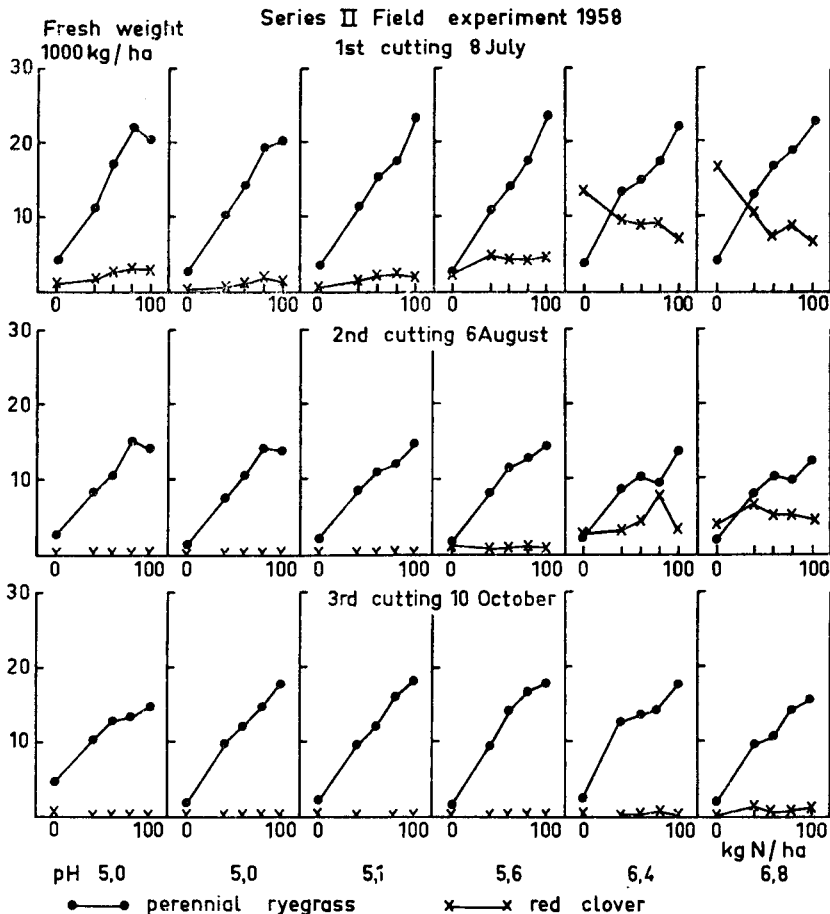 Series II Field experiment 1958
Fresh weight
1000 kg/ha
1st cutting 8 July
30
20
10
0 100 0 100 0 100 0 100 0 100 0 100
2nd cutting 6 August
30
20
10
0 100 0 100 0 100 0 100 0 100 0 100
3rd cutting 10 October
30
20
10
0 100 0 100 0 100 0 100 0 100 0 100
kg N/ha
pH 5,0 5,0 5,1 5,6 6,4 6,8
perennial ryegrass red clover